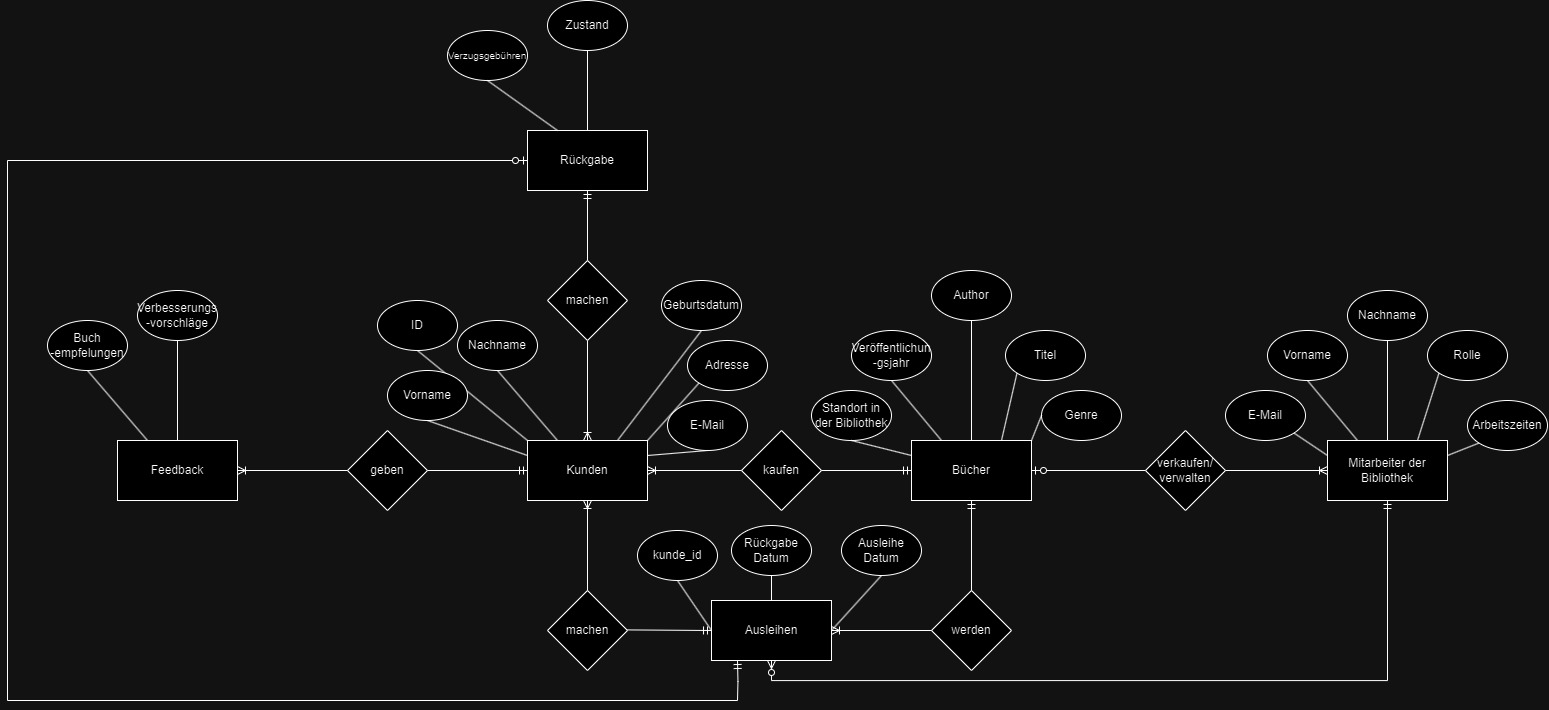 Zustand
Verzugsgebühren
Rückgabe
machen
Verbesserungs
-vorschläge
Buch
-empfelungen
ID
Nachname
Vorname
Geburtsdatum
Adresse
E-Mail
Author
Veröffentlichun
-gsjahr
Titel
Standort in
der Bibliothek
Genre
Nachname
Vorname
Rolle
E-Mail
Arbeitszeiten
Feedback
geben
Kunden
kaufen
Bücher
verkaufen/
verwalten
Mitarbeiter der
Bibliothek
kunde_id
Rückgabe
Datum
Ausleihe
Datum
machen
Ausleihen
werden